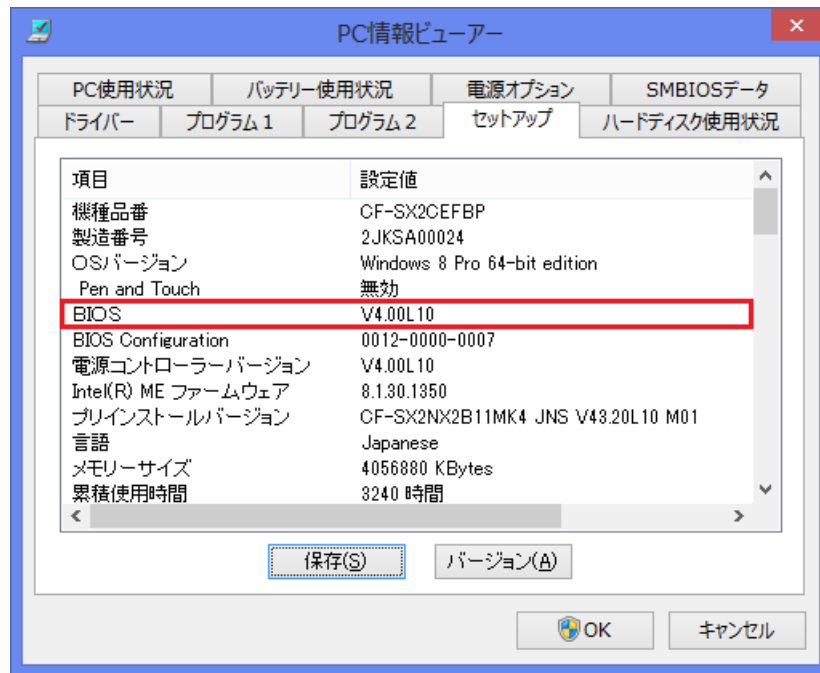 PC情報ビューアー
PC使用状況 バッテリー使用状況 電源オプション SMBIOSデータ
ドライバー プログラム1 プログラム2 セットアップ ハードディスク使用状況
項目 設定値
機種品番 CF-SX2CEFBP
製造番号 2JKSA00024
OSバージョン Windows 8 Pro 64-bit edition
Pen and Touch 無効
BIOS V4.00L10
BIOS Configuration 0012-0000-0007
電源コントローラーバージョン V4.00L10
Intel(R) ME ファームウェア 8.1.30.1350
プリインストールバージョン CF-SX2NX2B11MK4 JNS V43.20L10 M01
言語 Japanese
メモリーサイズ 4056880 KBytes
累積使用時間 3240 時間
保存(S) バージョン(A)
OK キャンセル